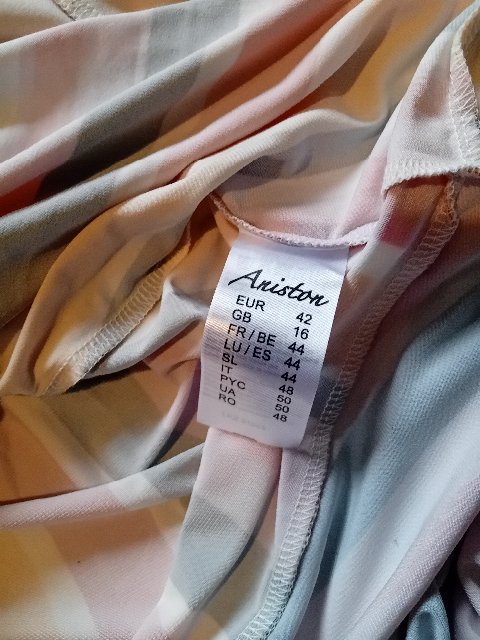 Aniston
EUR 42
GB 16
FR/BE 44
LU/ES 44
SL 44
IT 48
PYC 50
UA 50
RO 48